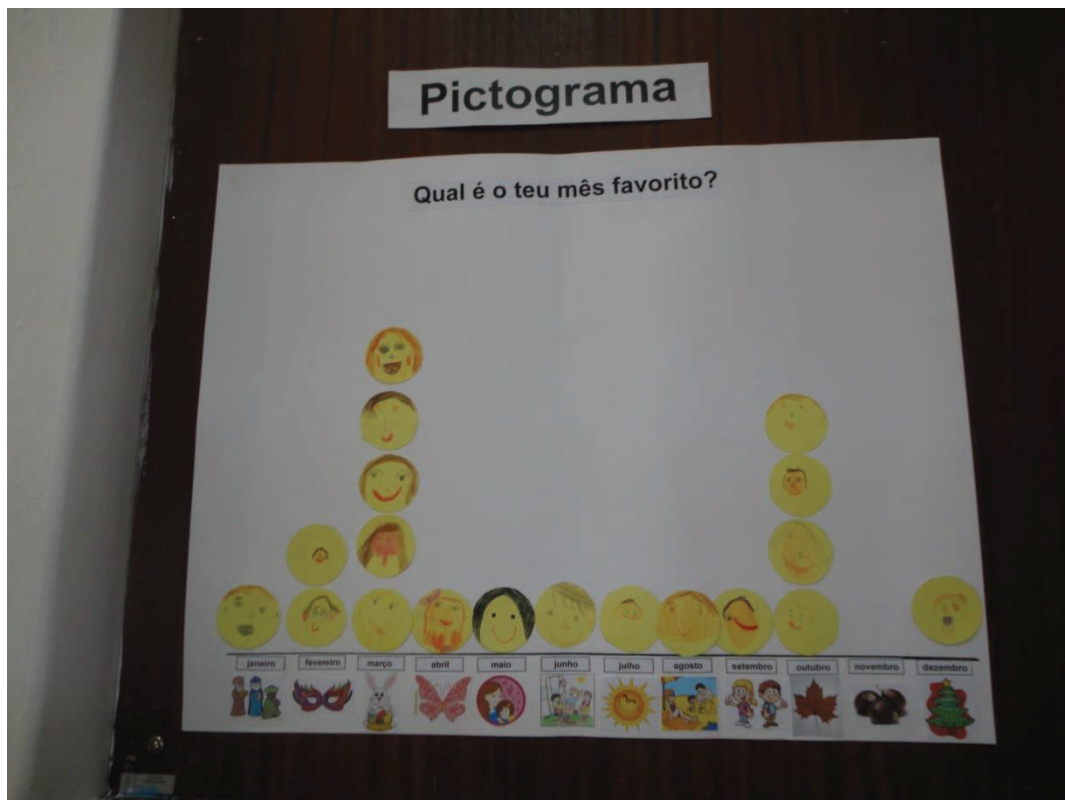 Pictograma
Qual é o teu mês favorito?
janeiro fevereiro março abril maio junho julho agosto setembro outubro novembro dezembro